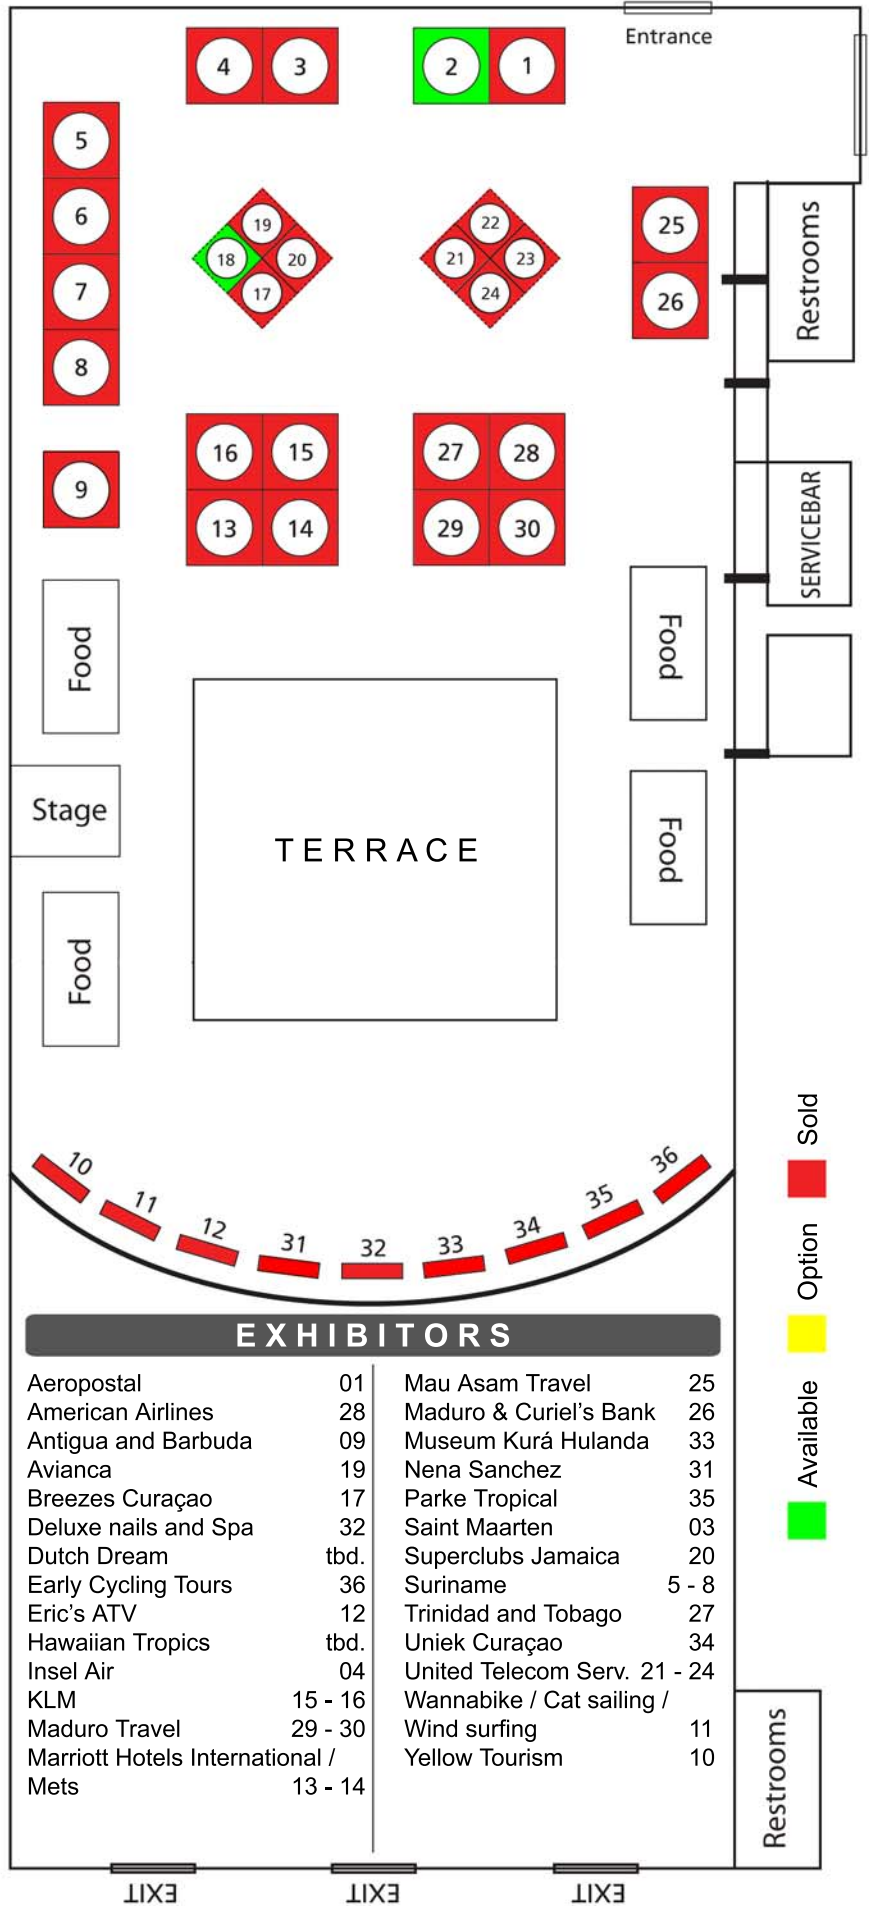 Entrance
4 3 2 1
5
6
7
8
9
19
18 20
17
22
21 23
24
25
26
Restrooms
16 15
13 14
27 28
29 30
SERVICEBAR
Food
Food
Stage
TERRACE
Food
Food
10 11 12 31 32 33 34 35 36
Sold
Option
Available
EXHIBITORS
Aeropostal 01
American Airlines 28
Antigua and Barbuda 09
Avianca 19
Breezes Curaçao 17
Deluxe nails and Spa 32
Dutch Dream tbd.
Early Cycling Tours 36
Eric's ATV 12
Hawaiian Tropics tbd.
Insel Air 04
KLM 15 - 16
Maduro Travel 29 - 30
Marriott Hotels International /
Mets 13 - 14
Mau Asam Travel 25
Maduro & Curiel's Bank 26
Museum Kurá Hulanda 33
Nena Sanchez 31
Parke Tropical 35
Saint Maarten 03
Superclubs Jamaica 20
Suriname 5 - 8
Trinidad and Tobago 27
Uniek Curaçao 34
United Telecom Serv. 21 - 24
Wannabike / Cat sailing /
Wind surfing 11
Yellow Tourism 10
Restrooms
EXIT EXIT EXIT